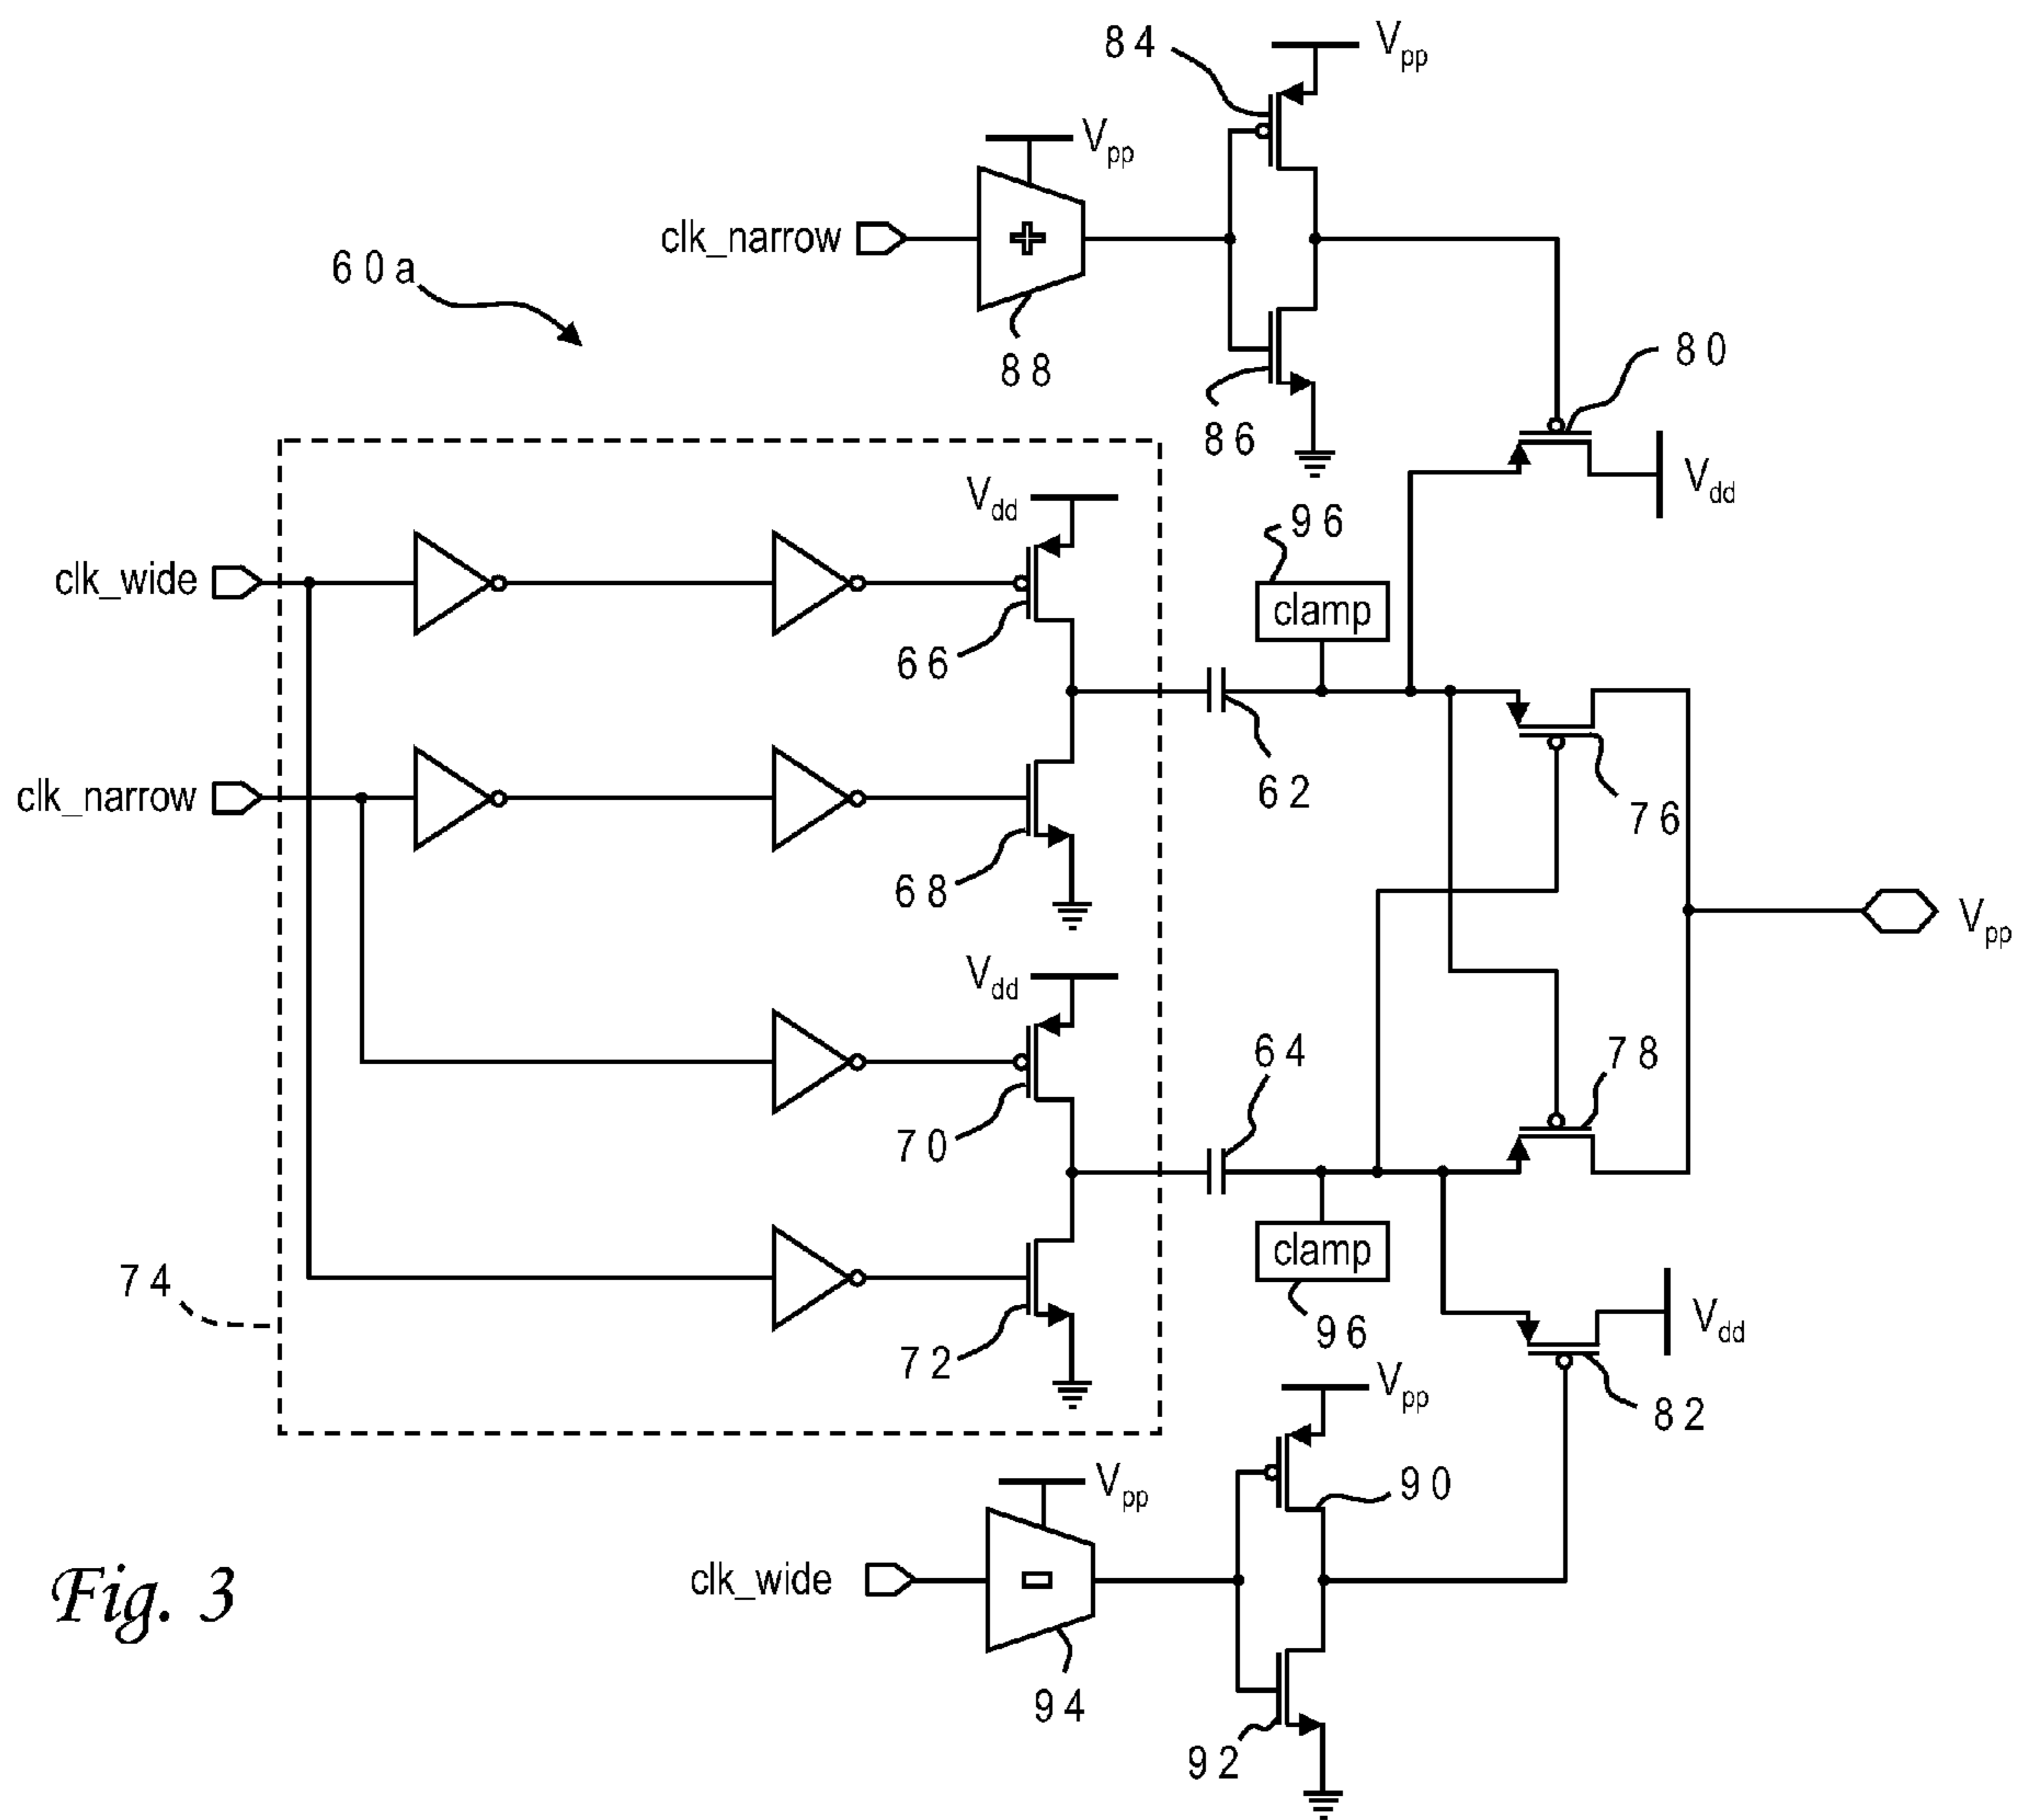 84
Vpp
Vpp
clk_narrow
60a
88
86
80
Vdd
Vdd
96
clamp
clk_wide
66
62
76
clk_narrow
68
Vpp
Vdd
64
78
70
clamp
74
72
96
Vdd
82
Vpp
Vpp
90
clk_wide
94
92
Fig. 3